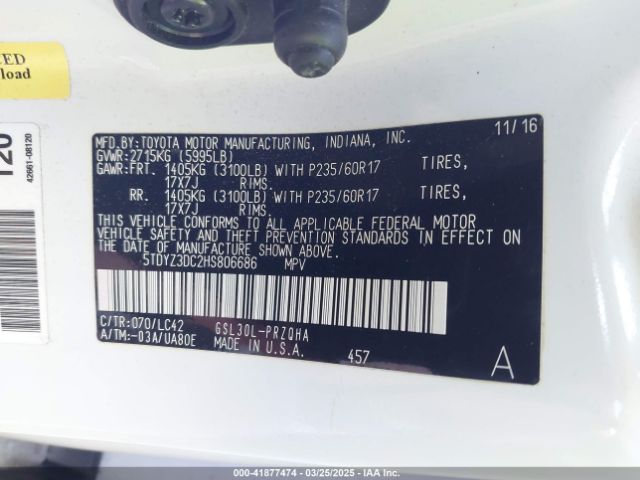 ED
load
120
42661-08120
MFD.BY:TOYOTA MOTOR MANUFACTURING, INDIANA, INC. 11/16
GVWR:2715KG (5995LB)
GAWR:FRT. 1405KG (3100LB) WITH P235/60R17 TIRES,
17X7J RIMS.
RR. 1405KG (3100LB) WITH P235/60R17 TIRES,
17X7J RIMS.
THIS VEHICLE CONFORMS TO ALL APPLICABLE FEDERAL MOTOR
VEHICLE SAFETY AND THEFT PREVENTION STANDARDS IN EFFECT ON
THE DATE OF MANUFACTURE SHOWN ABOVE.
5TDYZ3DC2HS806686 MPV
C/TR:070/LC42 GSL30L-PRZQHA
A/TM:-03A/UA80E MADE IN U.S.A. 457 A
000-41877474 — 03/25/2025 — IAAI